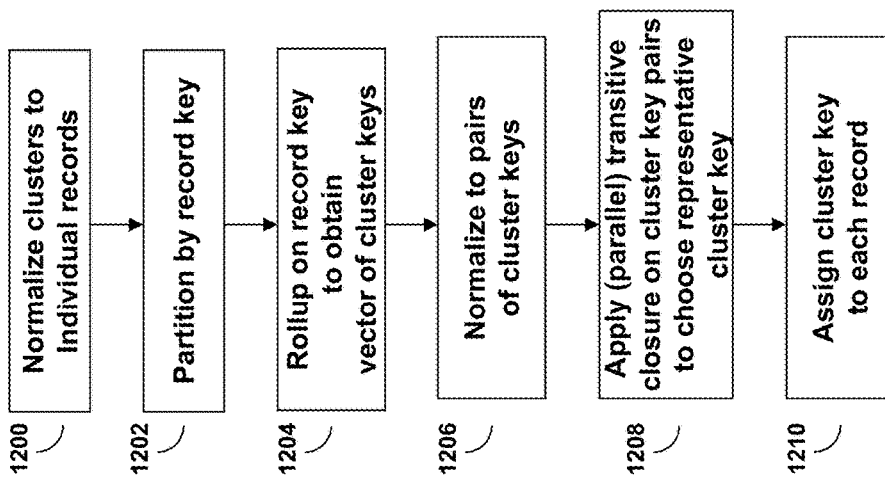 1200
Normalize clusters to
Individual records
1202
Partition by record key
1204
Rollup on record key
to obtain
vector of cluster keys
1206
Normalize to pairs
of cluster keys
1208
Apply (parallel) transitive
closure on cluster key pairs
to choose representative
cluster key
1210
Assign cluster key
to each record